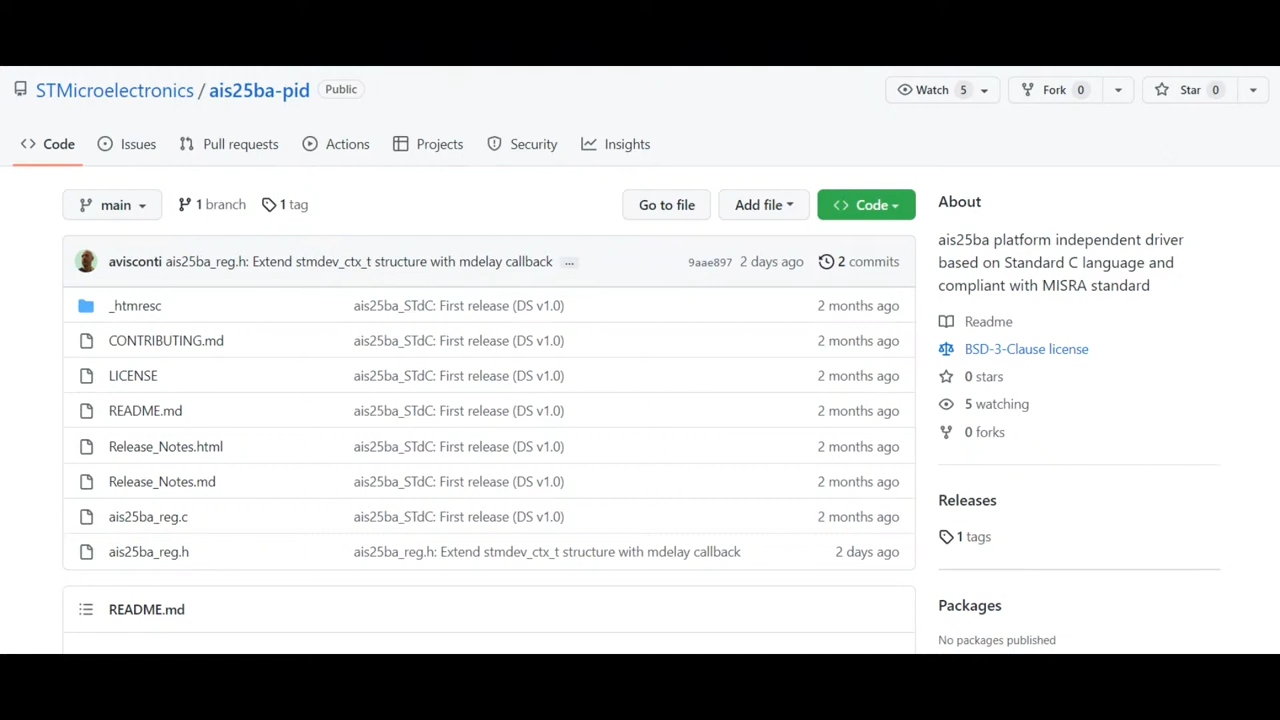 STMicroelectronics / ais25ba-pid Public
Watch 5 Fork 0 Star 0
Code Issues Pull requests Actions Projects Security Insights
main 1 branch 1 tag Go to file Add file Code
avisconti ais25ba_reg.h: Extend stmdev_ctx_t structure with mdelay callback ... 9aae897 2 days ago 2 commits
_htmresc ais25ba_STdC: First release (DS v1.0) 2 months ago
CONTRIBUTING.md ais25ba_STdC: First release (DS v1.0) 2 months ago
LICENSE ais25ba_STdC: First release (DS v1.0) 2 months ago
README.md ais25ba_STdC: First release (DS v1.0) 2 months ago
Release_Notes.html ais25ba_STdC: First release (DS v1.0) 2 months ago
Release_Notes.md ais25ba_STdC: First release (DS v1.0) 2 months ago
ais25ba_reg.c ais25ba_STdC: First release (DS v1.0) 2 months ago
ais25ba_reg.h ais25ba_reg.h: Extend stmdev_ctx_t structure with mdelay callback 2 days ago
README.md
About
ais25ba platform independent driver
based on Standard C language and
compliant with MISRA standard
Readme
BSD-3-Clause license
0 stars
5 watching
0 forks
Releases
1 tags
Packages
No packages published